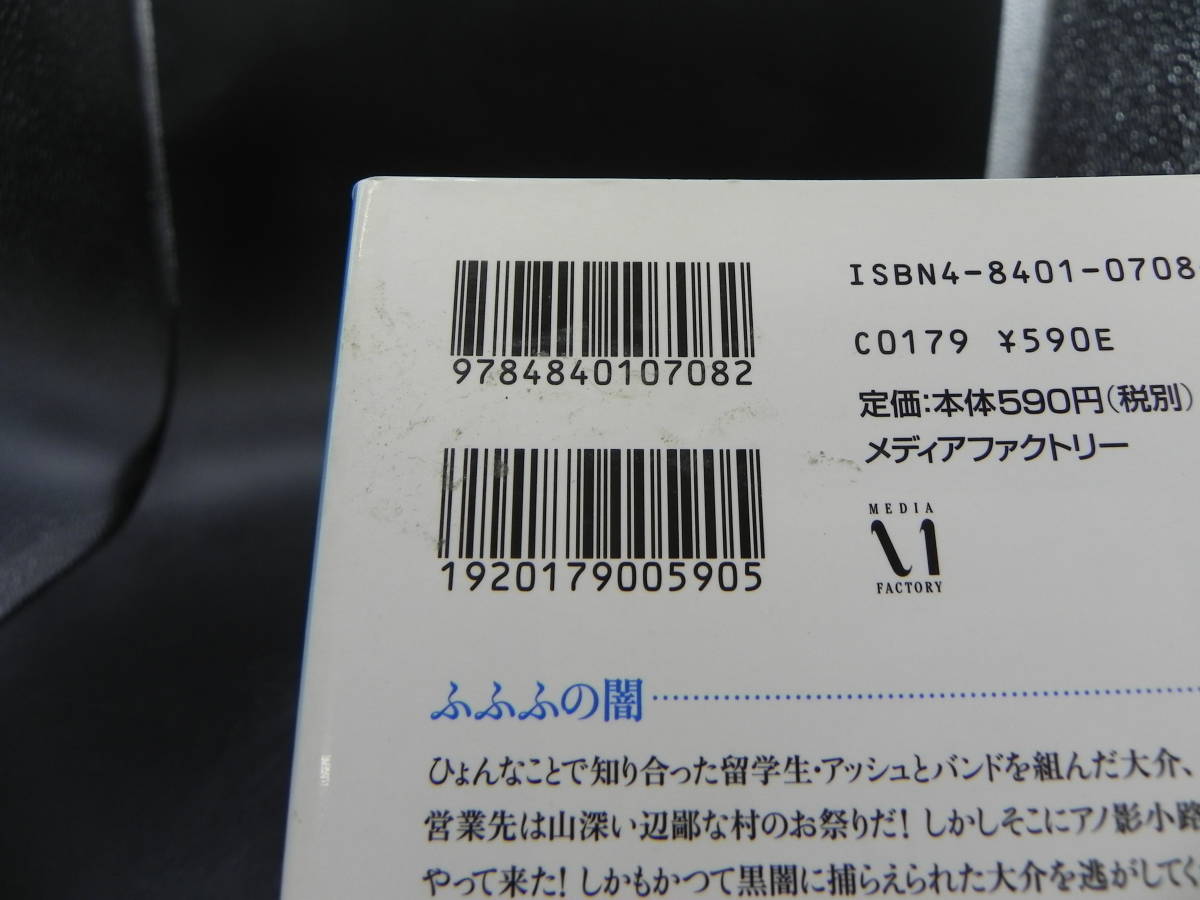 9784840107082
1920179005905
ISBN4-8401-0708
C0179 ¥590E
定価:本体590円(税別)
メディアファクトリー
MEDIA
FACTORY
ふふふの闇
ひょんなことで知り合った留学生・アッシュとバンドを組んだ大介、
営業先は山深い辺鄙な村のお祭りだ! しかしそこにアノ影小路
やって来た! しかもかつて黒闇に捕らえられた大介を逃がしてく